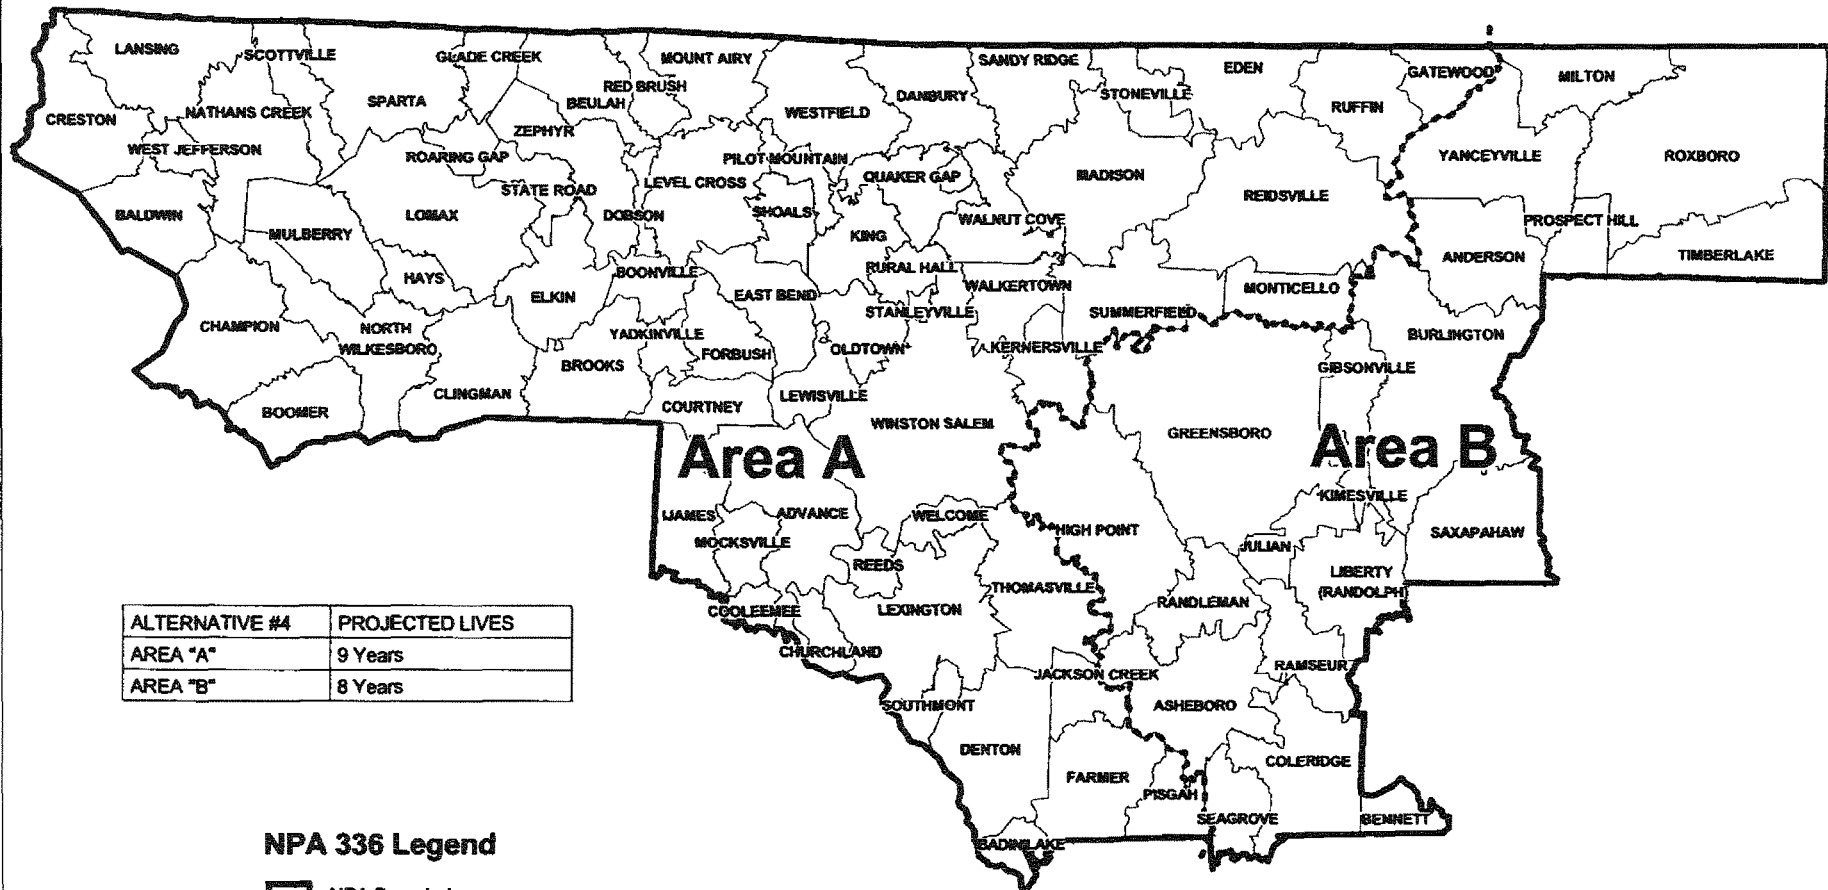 LANSING
SCOTTVILLE
GLADE CREEK
MOUNT AIRY
SANDY RIDGE
EDEN
GATEWOOD
MILTON
CRESTON
NATHANS CREEK
SPARTA
BEULAH
RED BRUSH
WESTFIELD
DANBURY
STONEVILLE
RUFFIN
WEST JEFFERSON
ZEPHYR
ROARING GAP
PILOT MOUNTAIN
QUAKER GAP
MADISON
YANCEYVILLE
ROXBORO
BALDWIN
MULBERRY
LOMAX
STATE ROAD
DOBSON
LEVEL CROSS
SHOALS
KING
WALNUT COVE
REIDSVILLE
PROSPECT HILL
ANDERSON
TIMBERLAKE
CHAMPION
HAYS
ELKIN
BOONVILLE
EAST BEND
RURAL HALL
WALKERTOWN
STANLEYVILLE
SUMMERFIELD
MONTICELLO
BURLINGTON
NORTH
WILKESBORO
BROOKS
YADKINVILLE
FORBUSH
OLDTOWN
KERNERSVILLE
GIBSONVILLE
BOOMER
CLINGMAN
COURTNEY
LEWISVILLE
WINSTON SALEM
GREENSBORO
Area A
Area B
IJAMES
ADVANCE
MOCKSVILLE
WELCOME
HIGH POINT
KIMESVILLE
SAXAPAHAW
REEDS
JULIAN
LIBERTY
(RANDOLPH)
COOLEEMEE
LEXINGTON
THOMASVILLE
RANDLEMAN
CHURCHLAND
JACKSON CREEK
RAMSEUR
SOUTHMONT
ASHEBORO
DENTON
FARMER
COLERIDGE
PISGAH
SEAGROVE
BENNETT
BADIN LAKE
ALTERNATIVE #4 PROJECTED LIVES
AREA "A" 9 Years
AREA "B" 8 Years
NPA 336 Legend